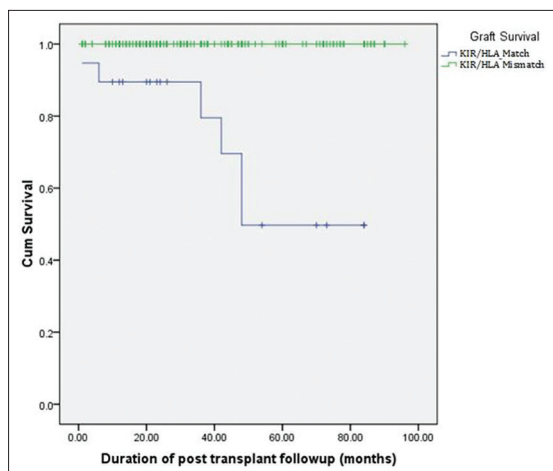 Graft Survival
KIR/HLA_Match
KIR/HLA Mismatch
Cum Survival
1.0
0.8
0.6
0.4
0.2
0.0
0.00
20.00
40.00
60.00
80.00
100.00
Duration of post transplant followup (months)